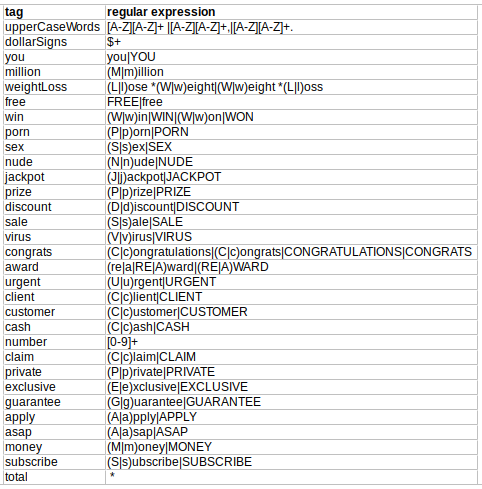 tag regular expression
upperCaseWords [A-Z][A-Z]+ |[A-Z][A-Z]+,|[A-Z][A-Z]+.
dollarSigns $+
you you|YOU
million (M|m)illion
weightLoss (L|l)ose *(W|w)eight|(W|w)eight *(L|l)oss
free FREE|free
win (W|w)in|WIN|(W|w)on|WON
porn (P|p)orn|PORN
sex (S|s)ex|SEX
nude (N|n)ude|NUDE
jackpot (J|j)ackpot|JACKPOT
prize (P|p)rize|PRIZE
discount (D|d)iscount|DISCOUNT
sale (S|s)ale|SALE
virus (V|v)irus|VIRUS
congrats (C|c)ongratulations|(C|c)ongrats|CONGRATULATIONS|CONGRATS
award (re|a|RE|A)ward|(RE|A)WARD
urgent (U|u)rgent|URGENT
client (C|c)lient|CLIENT
customer (C|c)ustomer|CUSTOMER
cash (C|c)ash|CASH
number [0-9]+
claim (C|c)laim|CLAIM
private (P|p)rivate|PRIVATE
exclusive (E|e)xclusive|EXCLUSIVE
guarantee (G|g)uarantee|GUARANTEE
apply (A|a)pply|APPLY
asap (A|a)sap|ASAP
money (M|m)oney|MONEY
subscribe (S|s)ubscribe|SUBSCRIBE
total *